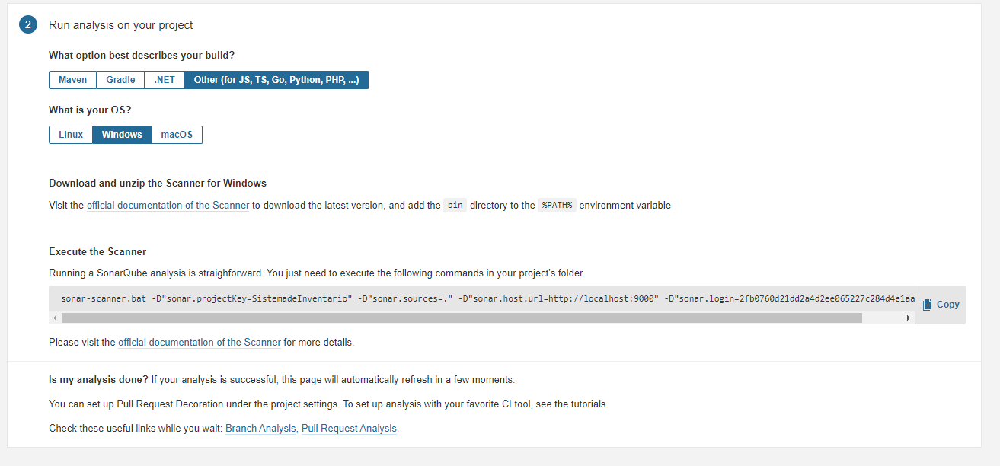 2 Run analysis on your project
What option best describes your build?
Maven Gradle .NET Other (for JS, TS, Go, Python, PHP, ...)
What is your OS?
Linux Windows macOS
Download and unzip the Scanner for Windows
Visit the official documentation of the Scanner to download the latest version, and add the bin directory to the %PATH% environment variable
Execute the Scanner
Running a SonarQube analysis is straighforward. You just need to execute the following commands in your project's folder.
sonar-scanner.bat -D"sonar.projectKey=SistemadeInventario" -D"sonar.sources=." -D"sonar.host.url=http://localhost:9000" -D"sonar.login=2fb0760d21dd2a4d2ee065227c284d4e1aa
Copy
Please visit the official documentation of the Scanner for more details.
Is my analysis done? If your analysis is successful, this page will automatically refresh in a few moments.
You can set up Pull Request Decoration under the project settings. To set up analysis with your favorite CI tool, see the tutorials.
Check these useful links while you wait: Branch Analysis, Pull Request Analysis.